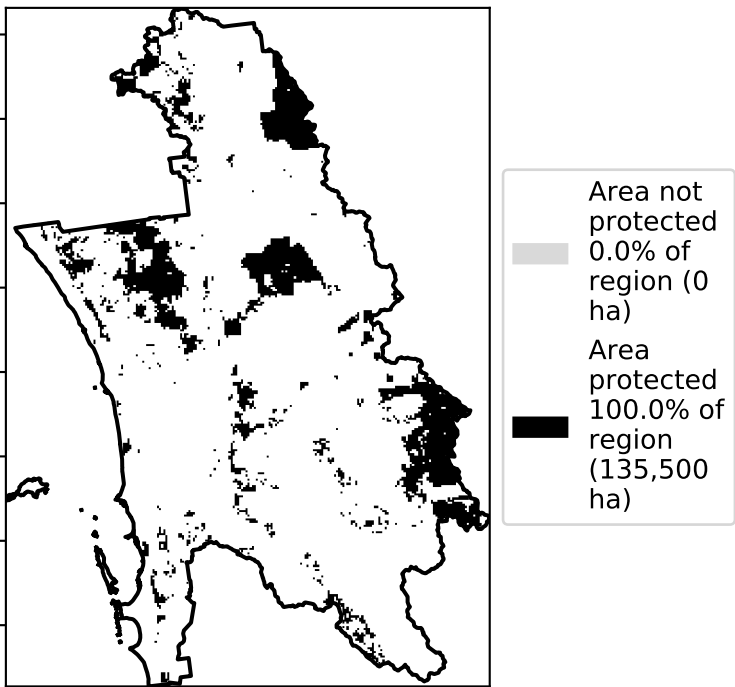 Area not
protected
0.0% of
region (0
ha)
Area
protected
100.0% of
region
(135,500
ha)